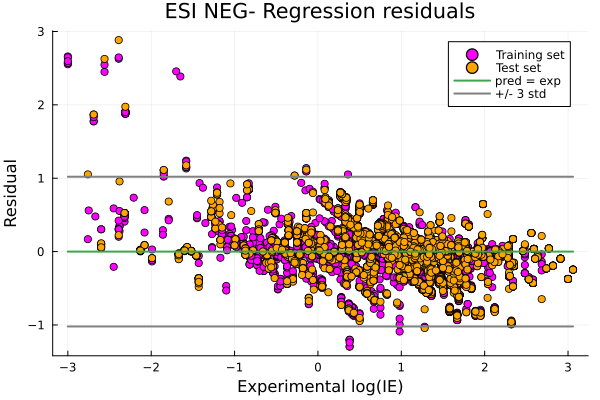 ESI NEG- Regression residuals
3
2
1
0
−1
Residual
Training set
Test set
pred = exp
+/- 3 std
−3
−2
−1
0
1
2
3
Experimental log(IE)